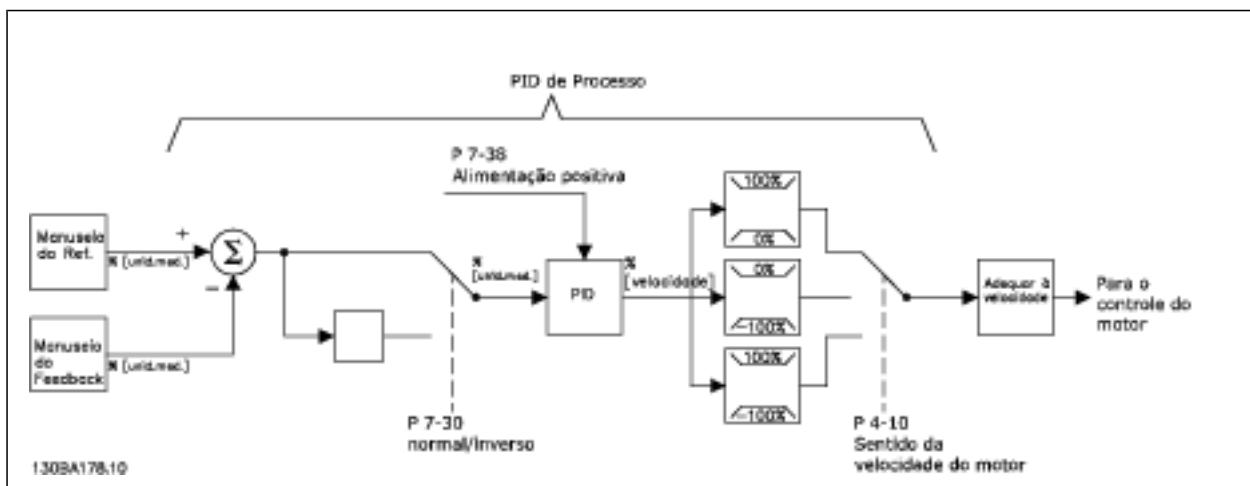 PID de Processo
P 7-38
Alimentação positiva
Manuseio
da Ref.
+
% [unid.med.]
Σ
−
Manuseio
do
Feedback
% [unid.med.]
%
[unid.med.]
PID
%
[velocidade]
100%
0%
0%
-100%
100%
-100%
Adequar à
velocidade
Para o
controle do
motor
P 7-30
normal/Inverso
P 4-10
Sentido da
velocidade do motor
130BA178.10